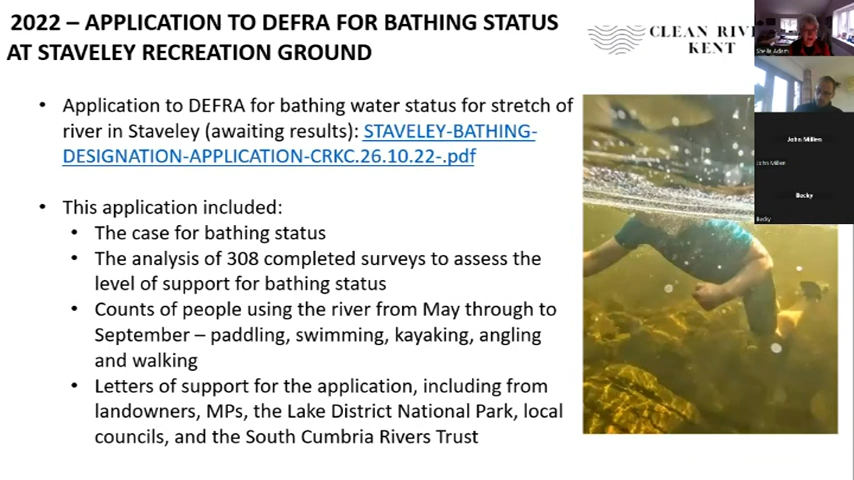 2022 – APPLICATION TO DEFRA FOR BATHING STATUS
AT STAVELEY RECREATION GROUND
CLEAN RIV
KENT
• Application to DEFRA for bathing water status for stretch of
river in Staveley (awaiting results): STAVELEY-BATHING-
DESIGNATION-APPLICATION-CRKC.26.10.22-.pdf
• This application included:
• The case for bathing status
• The analysis of 308 completed surveys to assess the
level of support for bathing status
• Counts of people using the river from May through to
September – paddling, swimming, kayaking, angling
and walking
• Letters of support for the application, including from
landowners, MPs, the Lake District National Park, local
councils, and the South Cumbria Rivers Trust
Sheila Adam
John Millen
John Millen
Becky
Becky